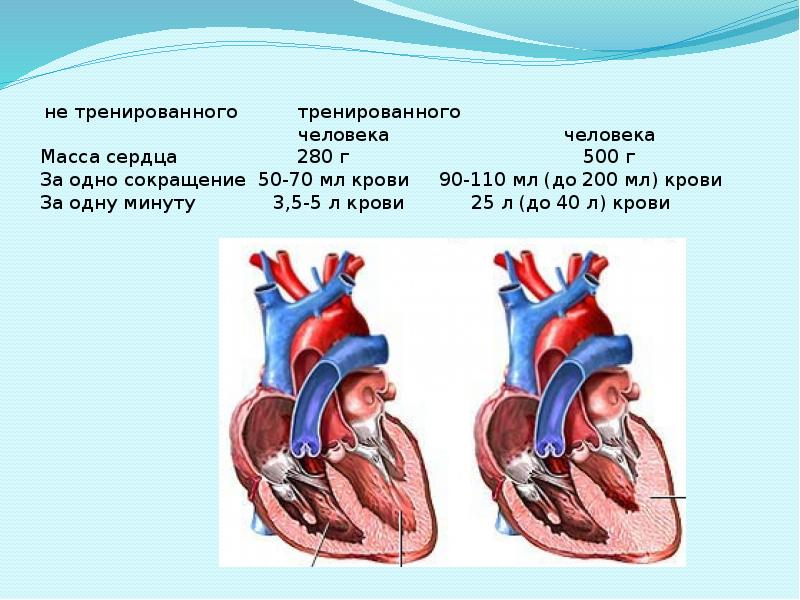 не тренированного тренированного
человека человека
Масса сердца 280 г 500 г
За одно сокращение 50-70 мл крови 90-110 мл (до 200 мл) крови
За одну минуту 3,5-5 л крови 25 л (до 40 л) крови